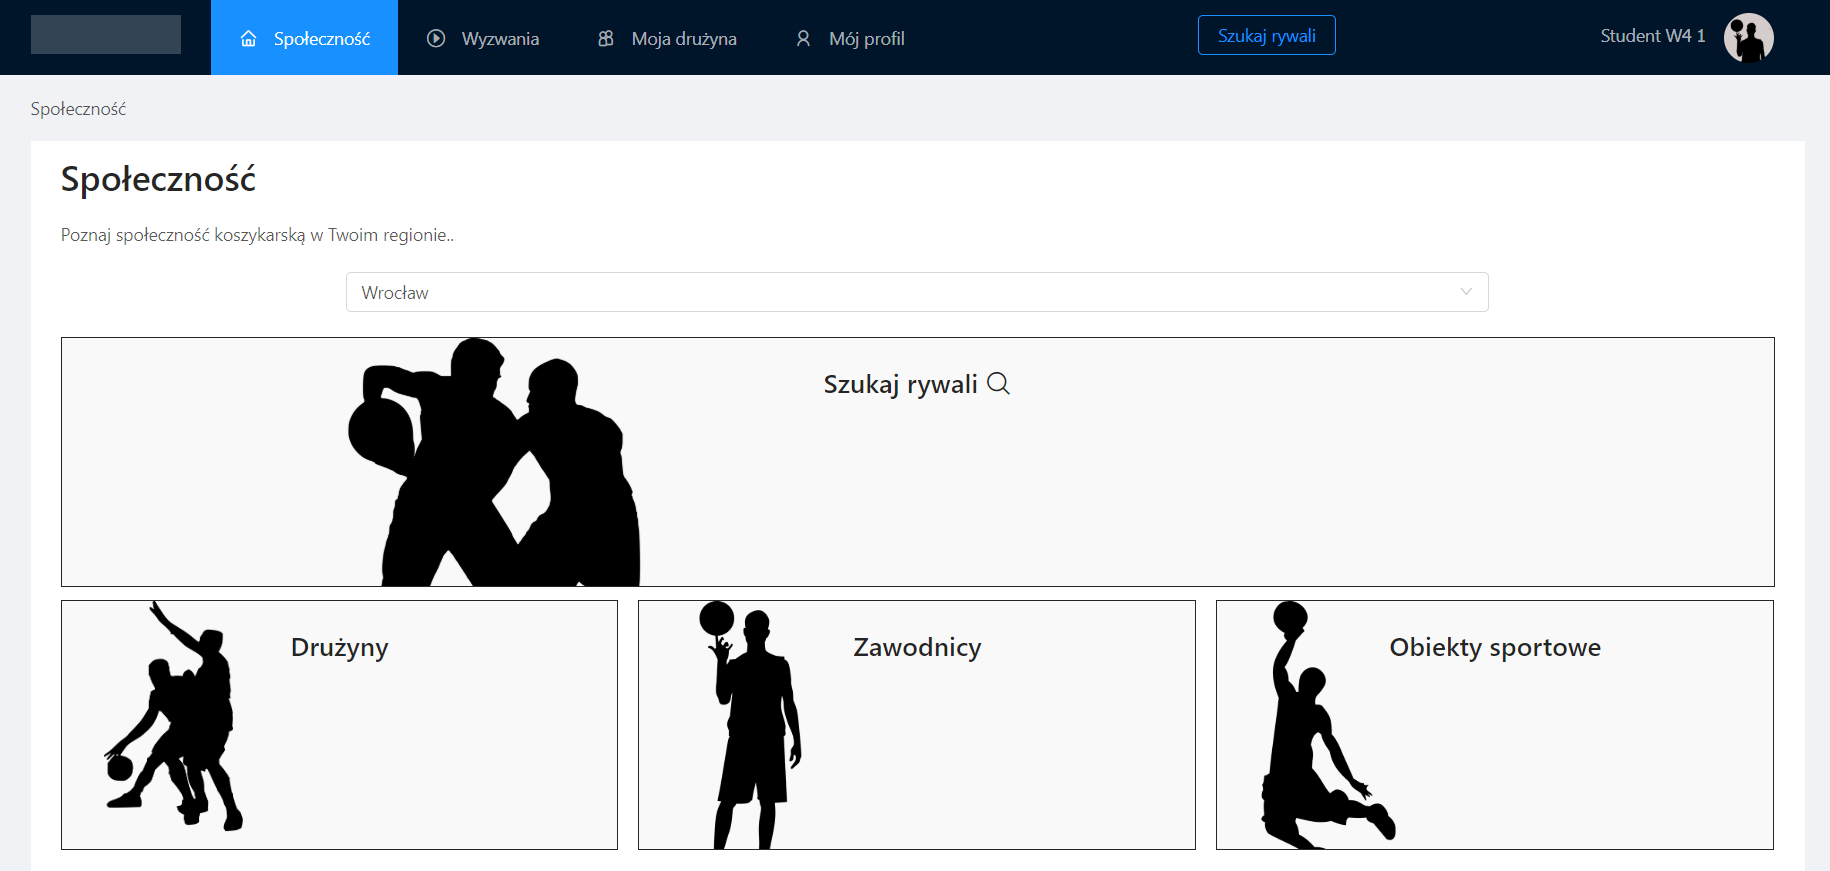 Społeczność Wyzwania Moja drużyna Mój profil Szukaj rywali Student W4 1
Społeczność
Społeczność
Poznaj społeczność koszykarską w Twoim regionie..
Wrocław
Szukaj rywali
Drużyny Zawodnicy Obiekty sportowe